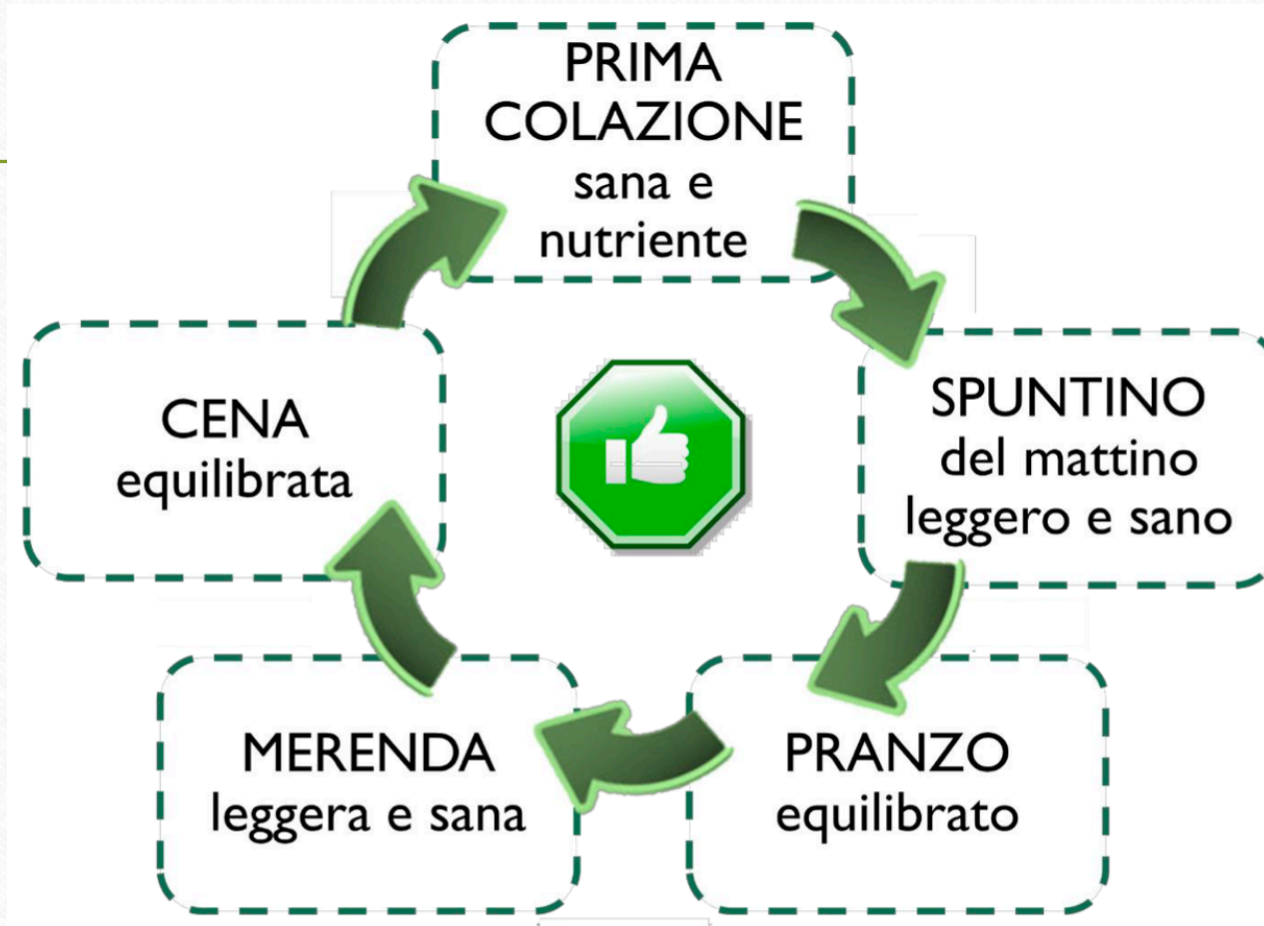 PRIMA
COLAZIONE
sana e
nutriente
SPUNTINO
del mattino
leggero e sano
PRANZO
equilibrato
MERENDA
leggera e sana
CENA
equilibrata